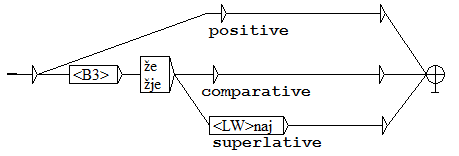 positive
<B3>
že
žje
comparative
<LW>naj
superlative